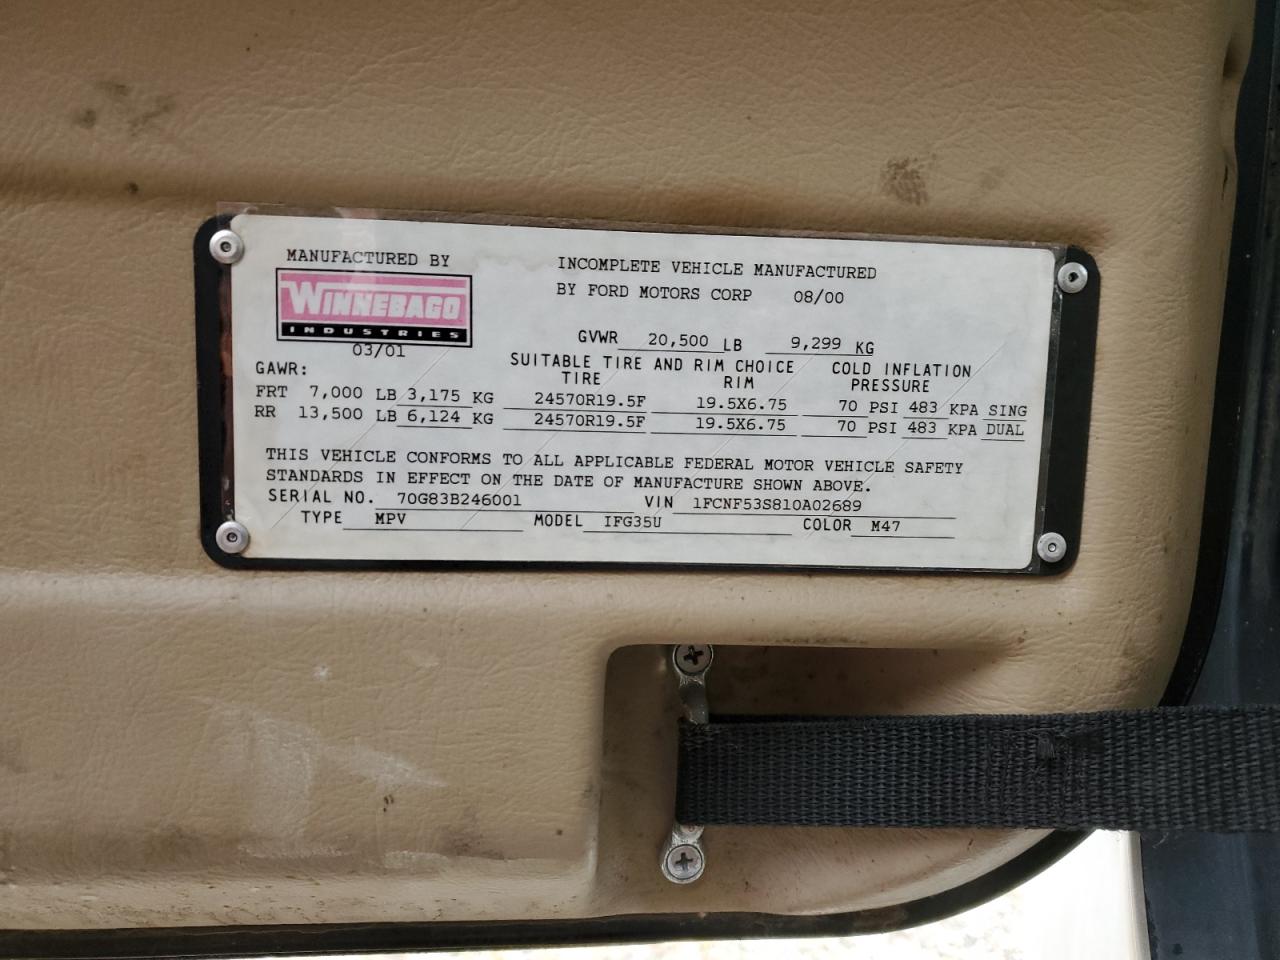 MANUFACTURED BY
WINNEBAGO
INDUSTRIES
03/01
INCOMPLETE VEHICLE MANUFACTURED
BY FORD MOTORS CORP 08/00
GVWR 20,500 LB 9,299 KG
GAWR: SUITABLE TIRE AND RIM CHOICE COLD INFLATION
TIRE RIM PRESSURE
FRT 7,000 LB 3,175 KG 24570R19.5F 19.5X6.75 70 PSI 483 KPA SING
RR 13,500 LB 6,124 KG 24570R19.5F 19.5X6.75 70 PSI 483 KPA DUAL
THIS VEHICLE CONFORMS TO ALL APPLICABLE FEDERAL MOTOR VEHICLE SAFETY
STANDARDS IN EFFECT ON THE DATE OF MANUFACTURE SHOWN ABOVE.
SERIAL NO. 70G83B246001 VIN 1FCNF53S810A02689
TYPE MPV MODEL IFG35U COLOR M47